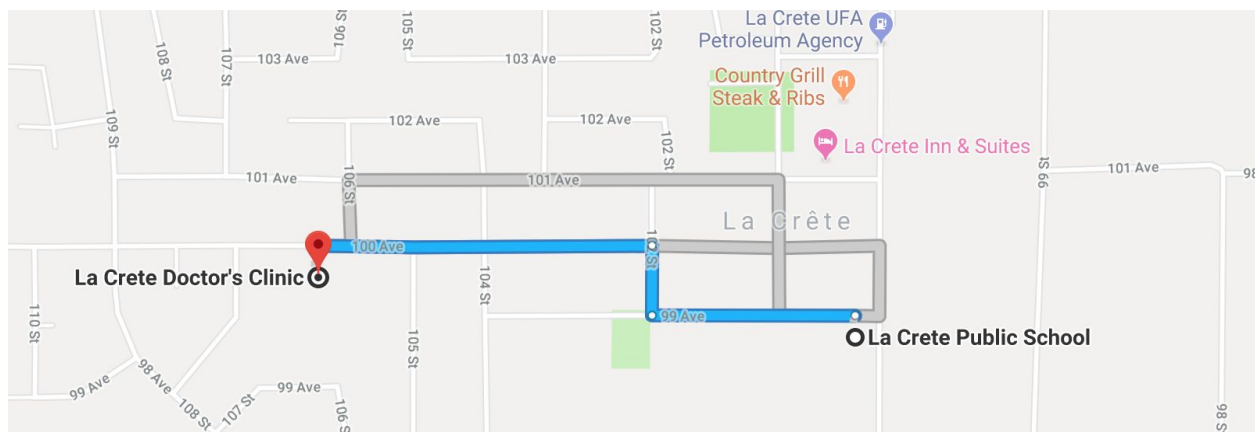 La Crete UFA
Petroleum Agency
106 St
105 St
102 St
108 St
107 St
103 Ave
103 Ave
Country Grill
Steak & Ribs
109 St
102 Ave
102 Ave
102 St
La Crete Inn & Suites
101 Ave
106 St
101 Ave
99 St
101 Ave
98
La Crête
100 Ave
102 St
La Crete Doctor's Clinic
104 St
110 St
99 Ave
La Crete Public School
105 St
99 Ave
98 Ave
108 St
107 St
99 Ave
106 S
98 S